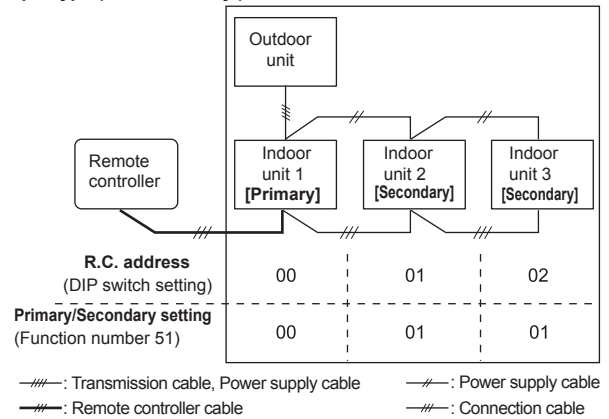 Outdoor
unit
Remote
controller
Indoor
unit 1
[Primary]
Indoor
unit 2
[Secondary]
Indoor
unit 3
[Secondary]
R.C. address
(DIP switch setting)
00
01
02
Primary/Secondary setting
(Function number 51)
00
01
01
: Transmission cable, Power supply cable
: Power supply cable
: Remote controller cable
: Connection cable